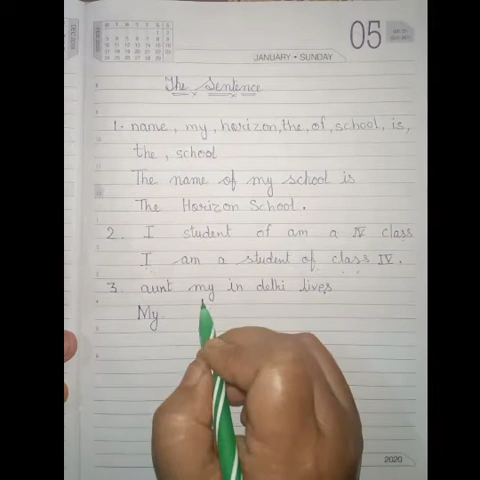 05
JANUARY • SUNDAY
The Sentence
1. name, my, horizon, the, of, school, is,
the, school
The name of my school is
The Horizon School.
2. I student of am a IV class
I am a student of class IV.
3. aunt my in delhi lives
My
2020